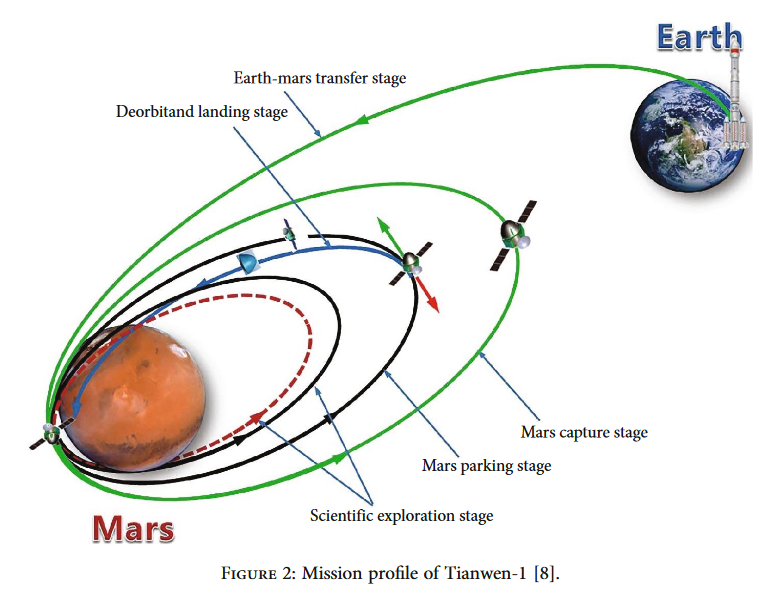 Earth
Earth-mars transfer stage
Deorbitand landing stage
Mars capture stage
Mars parking stage
Scientific exploration stage
Mars
FIGURE 2: Mission profile of Tianwen-1 [8].